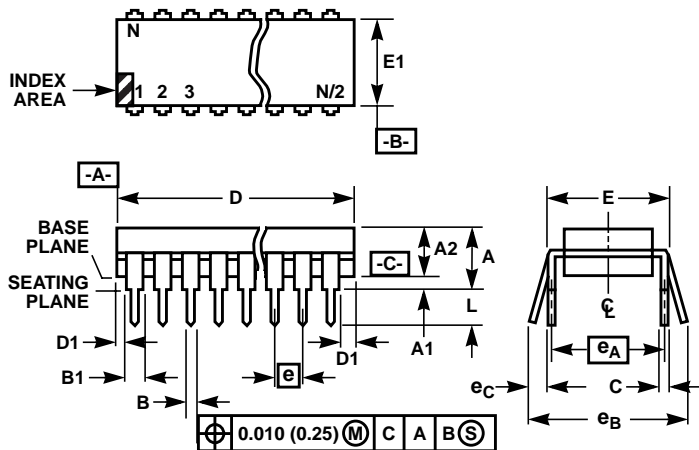 N
E1
INDEX
AREA
1 2 3 N/2
-B-
-A-
D
E
BASE
PLANE
A2
A
-C-
SEATING
PLANE
L
C L
D1
A1
D1
eA
B1
e
eC
C
B
eB
0.010 (0.25) M C A B S